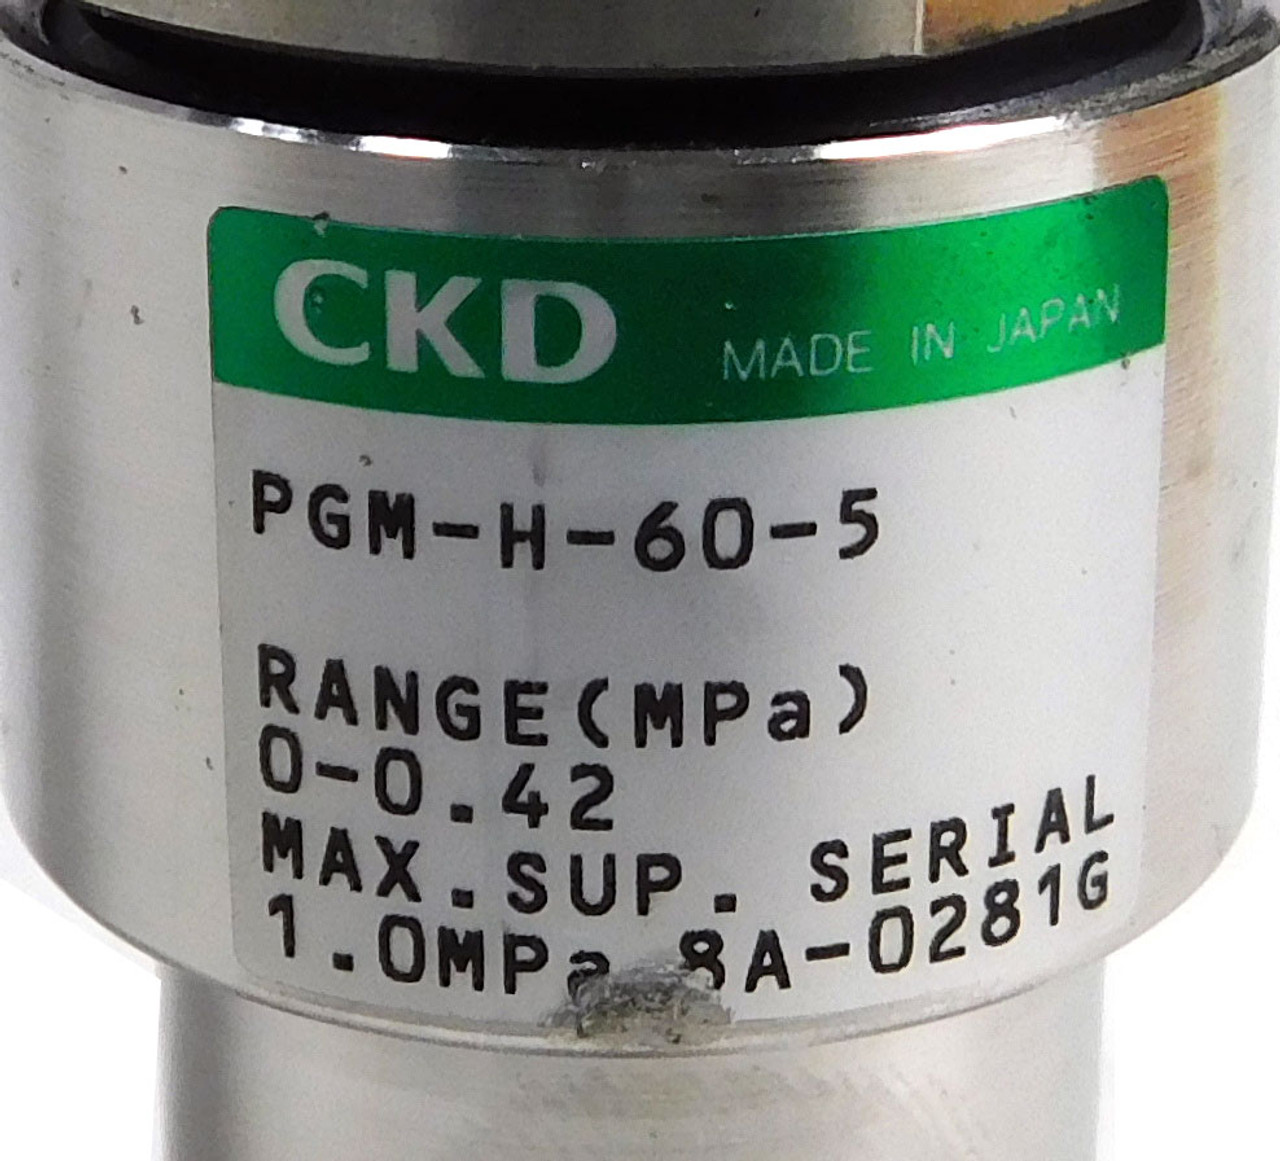 CKD MADE IN JAPAN
PGM-H-60-5
RANGE(MPa)
0-0.42
MAX.SUP. SERIAL
1.0MPa 8A-0281G